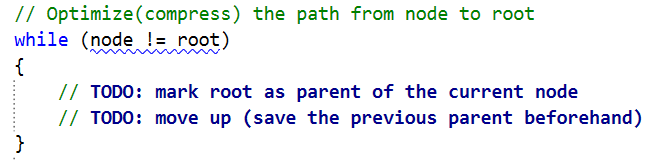 // Optimize(compress) the path from node to root
while (node != root)
{
// TODO: mark root as parent of the current node
// TODO: move up (save the previous parent beforehand)
}